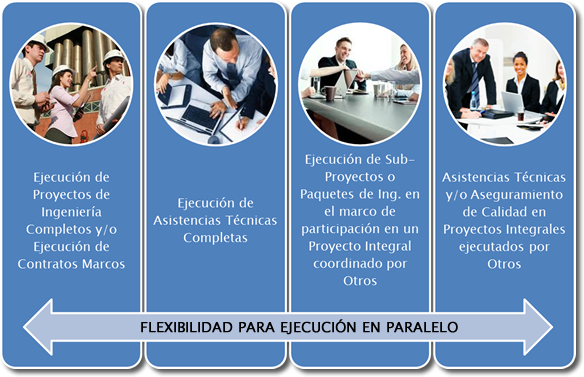 Ejecución de
Proyectos de
Ingeniería
Completos y/o
Ejecución de
Contratos Marcos
Ejecución de
Asistencias Técnicas
Completas
Ejecución de Sub-
Proyectos o
Paquetes de Ing. en
el marco de
participación en un
Proyecto Integral
coordinado por
Otros
Asistencias Técnicas
y/o Aseguramiento
de Calidad en
Proyectos Integrales
ejecutados por
Otros
FLEXIBILIDAD PARA EJECUCIÓN EN PARALELO